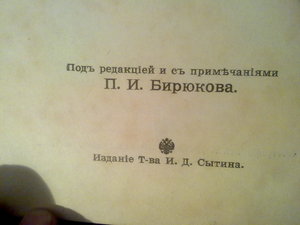 Подъ редакціей и съ примѣчаніями
П. И. Бирюкова.
Изданіе Т-ва И. Д. Сытина.